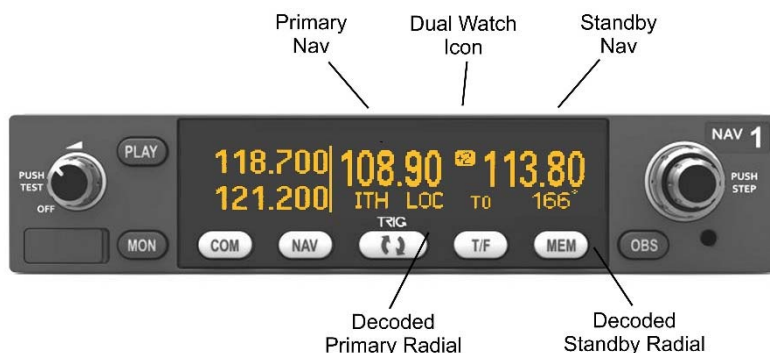 Primary Nav
Dual Watch Icon
Standby Nav
NAV 1
PLAY
PUSH TEST
OFF
118.700
108.90
+2
113.80
121.200
ITH LOC TO 166°
PUSH STEP
TRIG
MON
COM
NAV
T/F
MEM
OBS
Decoded Primary Radial
Decoded Standby Radial